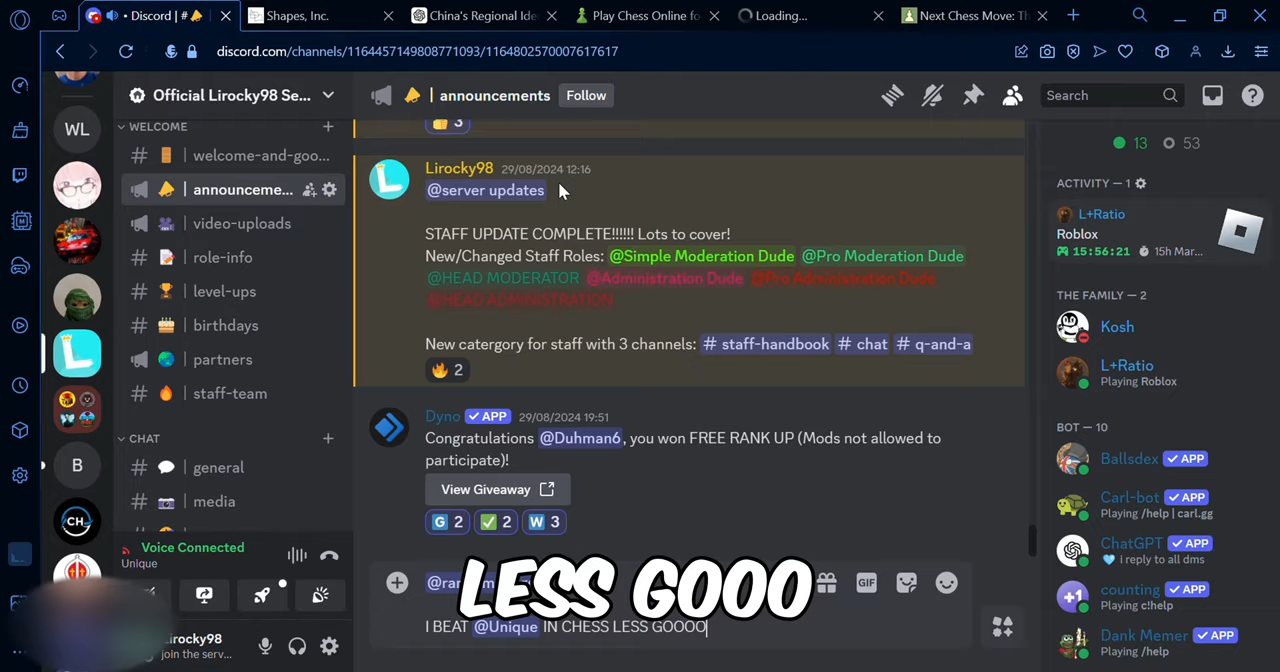 Discord | #
Shapes, Inc.
China's Regional Ide
Play Chess Online fo
Loading...
Next Chess Move: Th
discord.com/channels/1164457149808771093/1164802570007617617
WL
B
CH
Official Lirocky98 Se...
WELCOME
welcome-and-goo...
announceme...
video-uploads
role-info
level-ups
birthdays
partners
staff-team
CHAT
general
media
Voice Connected
Unique
irocky98
join the serv...
| announcements
Follow
Search
3
Lirocky98 29/08/2024 12:16
@server updates
STAFF UPDATE COMPLETE!!!!!! Lots to cover!
New/Changed Staff Roles: @Simple Moderation Dude @Pro Moderation Dude
@HEAD MODERATOR @Administration Dude @Pro Administration Dude
@HEAD ADMINISTRATION
New catergory for staff with 3 channels: # staff-handbook # chat # q-and-a
2
Dyno APP 29/08/2024 19:51
Congratulations @Duhman6, you won FREE RANK UP (Mods not allowed to
participate)!
View Giveaway
G 2 2 W 3
LESS GOOO
GIF
I BEAT @Unique IN CHESS LESS GOOOO
13 53
ACTIVITY — 1
L+Ratio
Roblox
15:56:21 15h Mar...
THE FAMILY — 2
Kosh
L+Ratio
Playing Roblox
BOT — 10
Ballsdex APP
Carl-bot APP
Playing /help | carl.gg
ChatGPT APP
i reply to all dms
counting APP
Playing c!help
Dank Memer APP
Playing /help